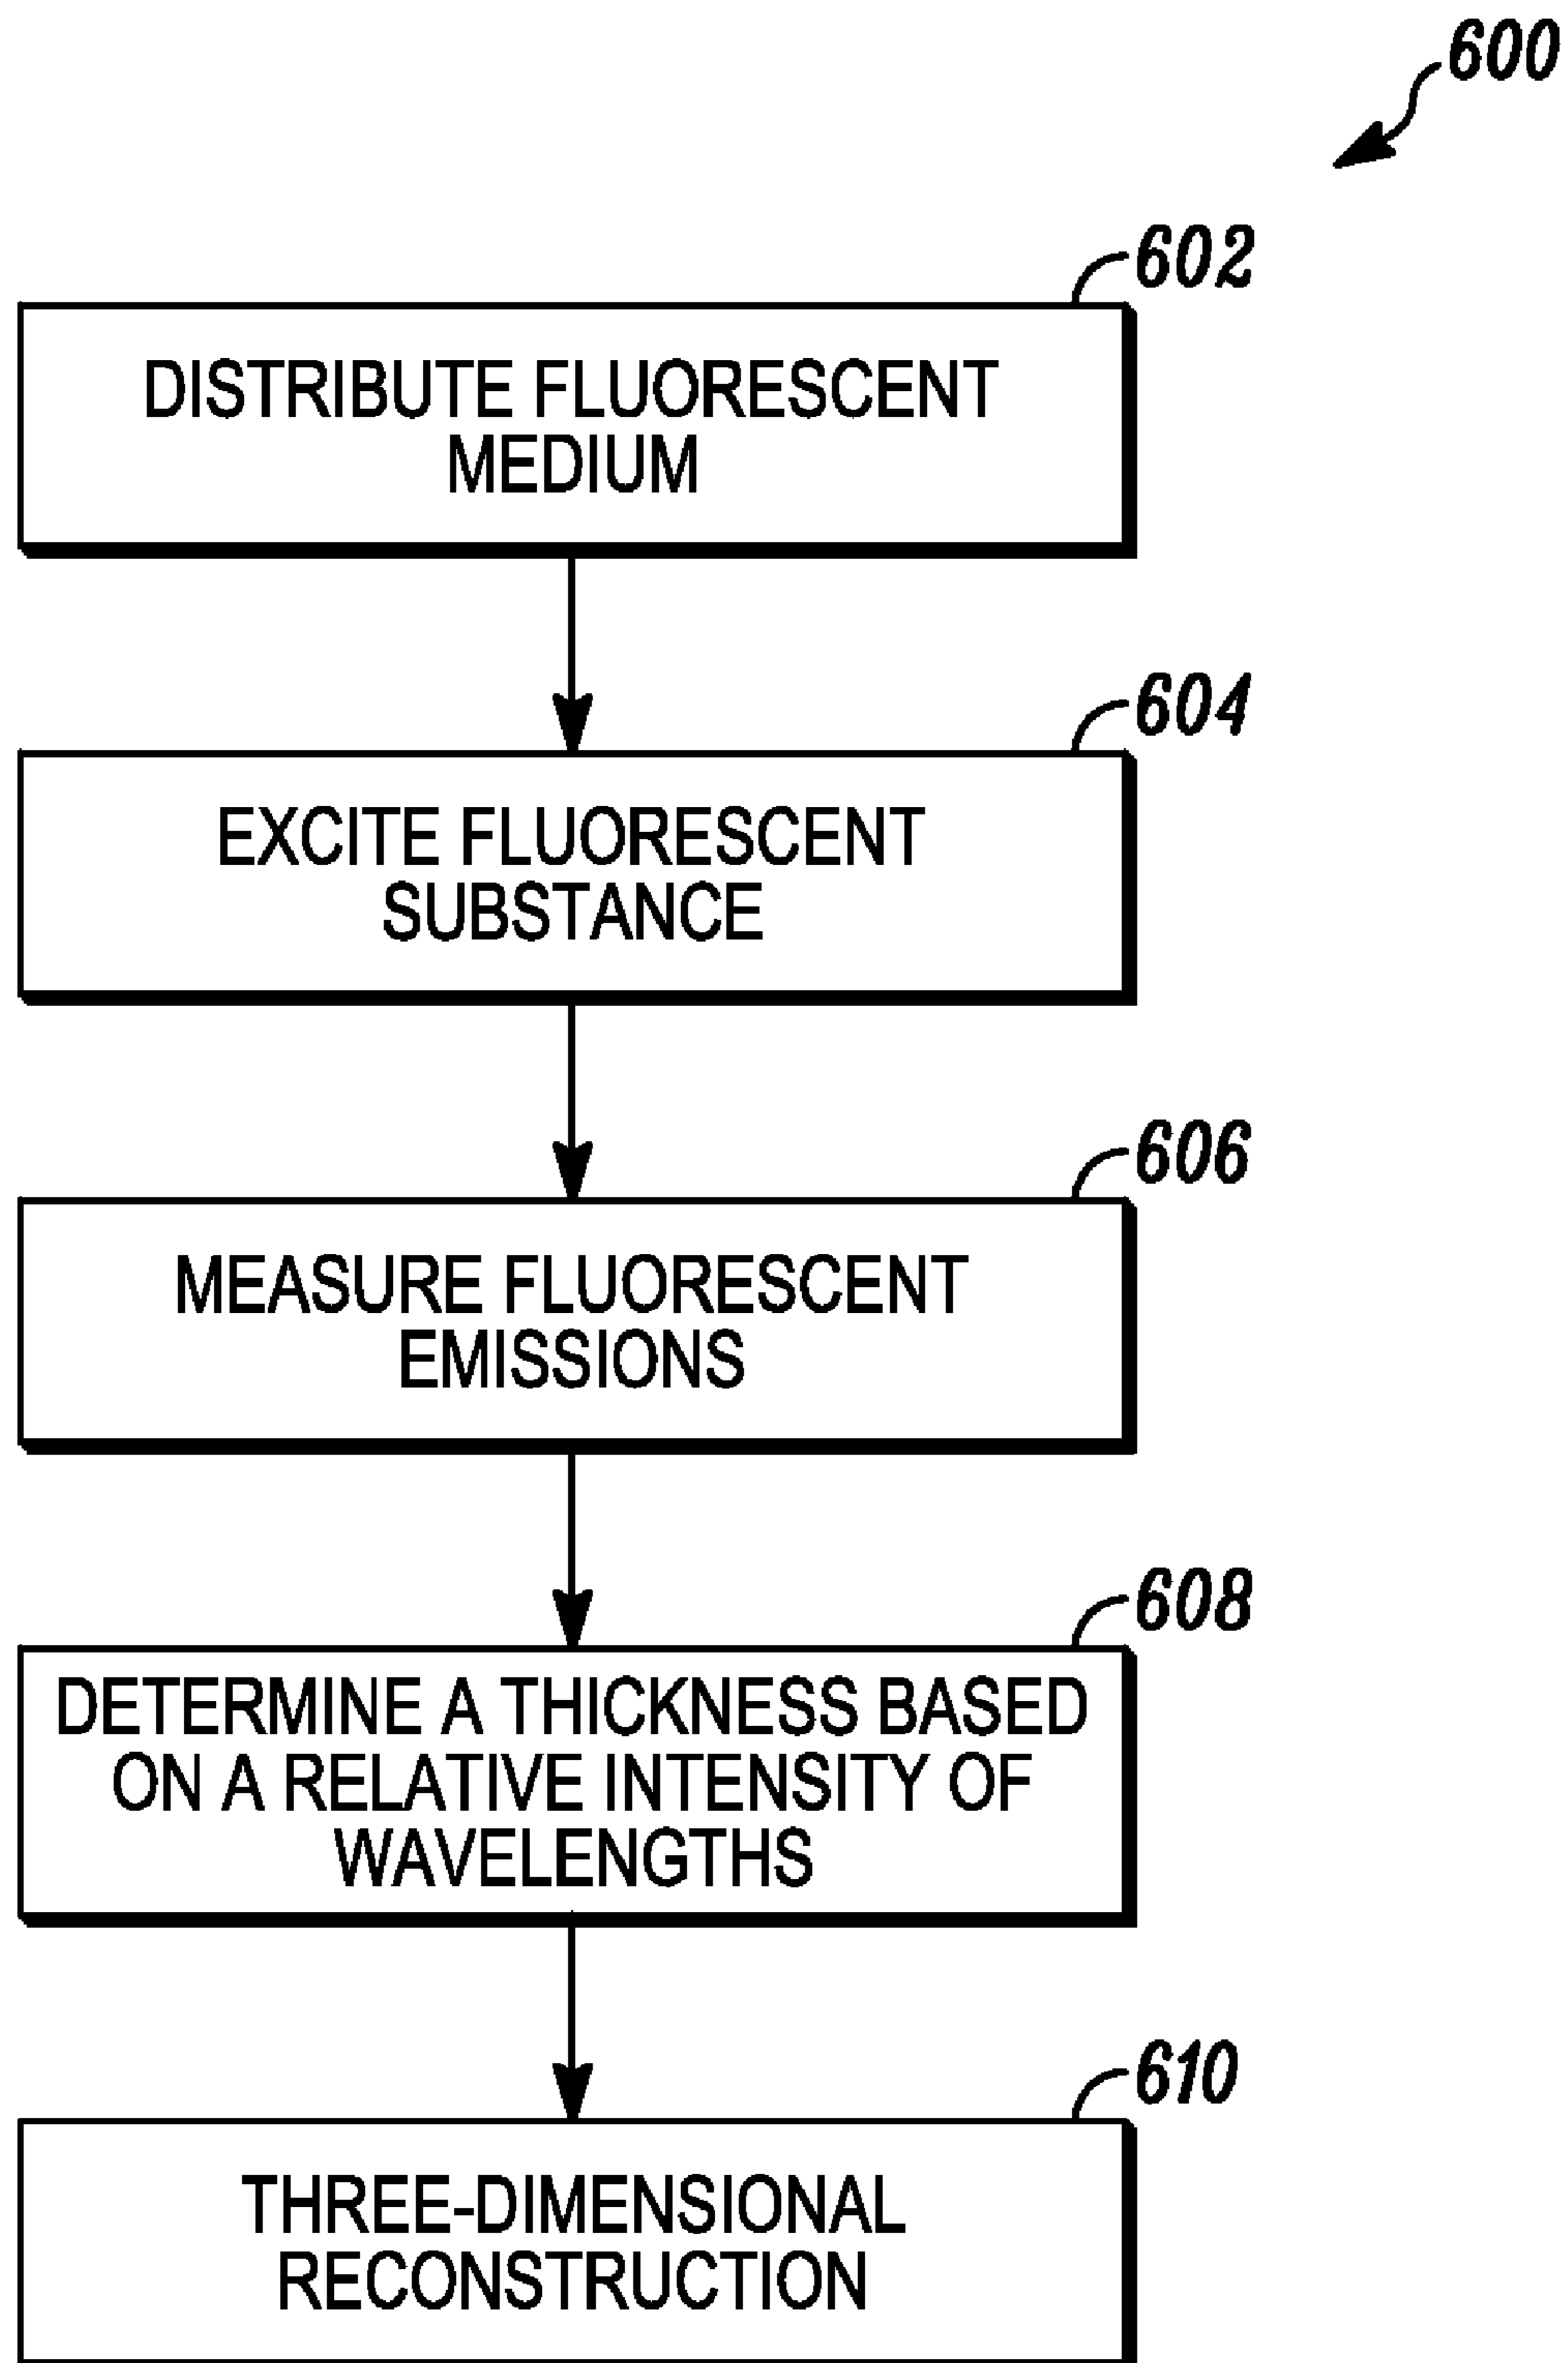 600
602
DISTRIBUTE FLUORESCENT
MEDIUM
604
EXCITE FLUORESCENT
SUBSTANCE
606
MEASURE FLUORESCENT
EMISSIONS
608
DETERMINE A THICKNESS BASED
ON A RELATIVE INTENSITY OF
WAVELENGTHS
610
THREE-DIMENSIONAL
RECONSTRUCTION